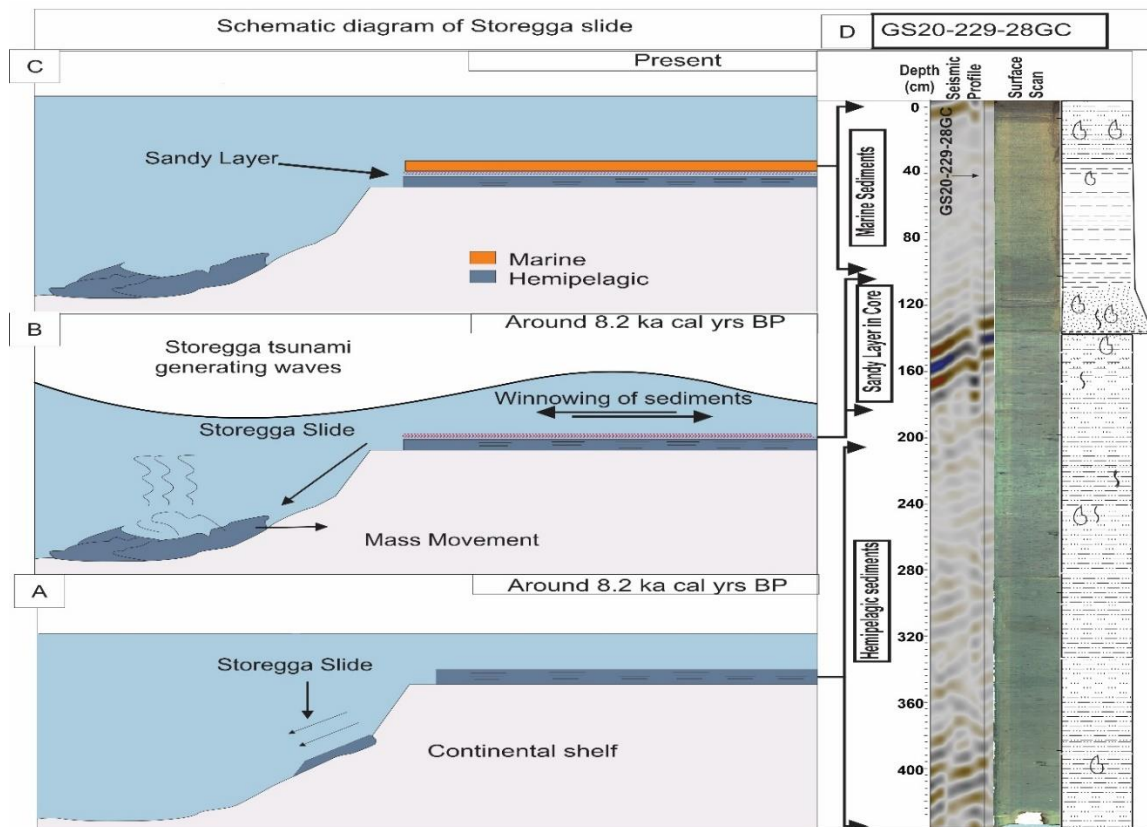 Schematic diagram of Storegga slide
D
GS20-229-28GC
C
Present
Sandy Layer
Marine
Hemipelagic
B
Around 8.2 ka cal yrs BP
Storegga tsunami
generating waves
Winnowing of sediments
Storegga Slide
Mass Movement
A
Around 8.2 ka cal yrs BP
Storegga Slide
Continental shelf
Depth
(cm)
Seismic
Profile
Surface
Scan
GS20-229-28GC
Marine Sediments
Sandy Layer in Core
Hemipelagic sediments
0
40
80
120
160
200
240
280
320
360
400